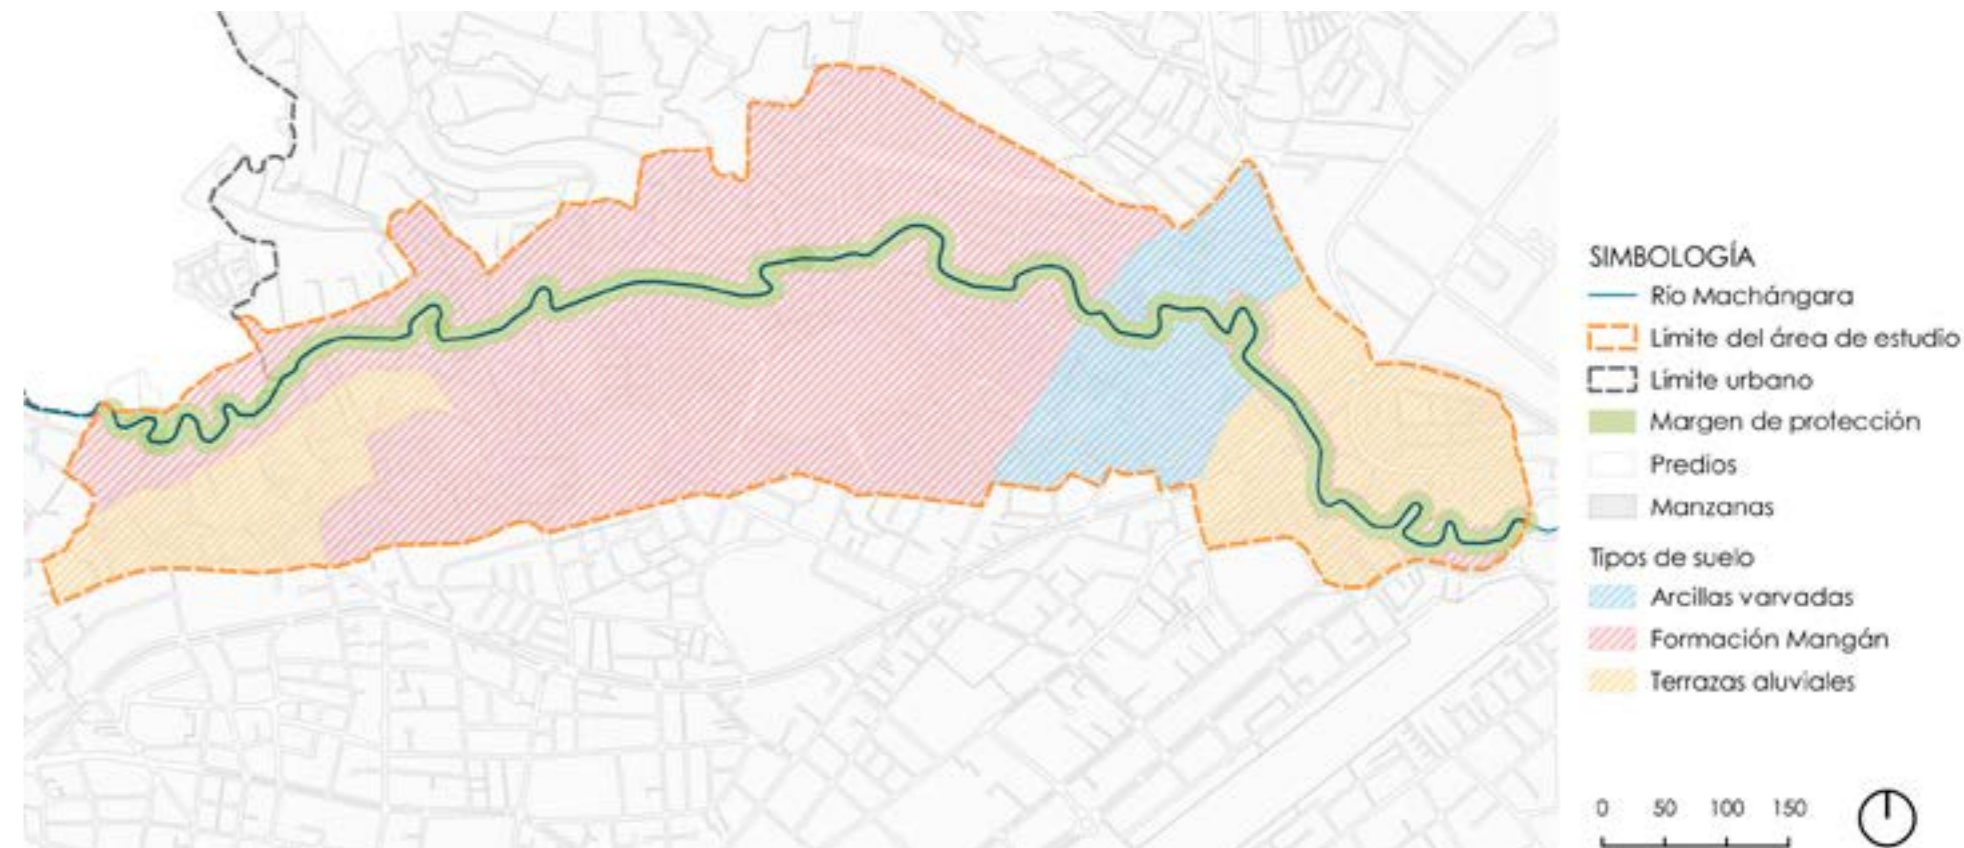 SIMBOLOGÍA
Río Machángara
Límite del área de estudio
Límite urbano
Margen de protección
Predios
Manzanas
Tipos de suelo
Arcillas varvadas
Formación Mangán
Terrazas aluviales
0 50 100 150